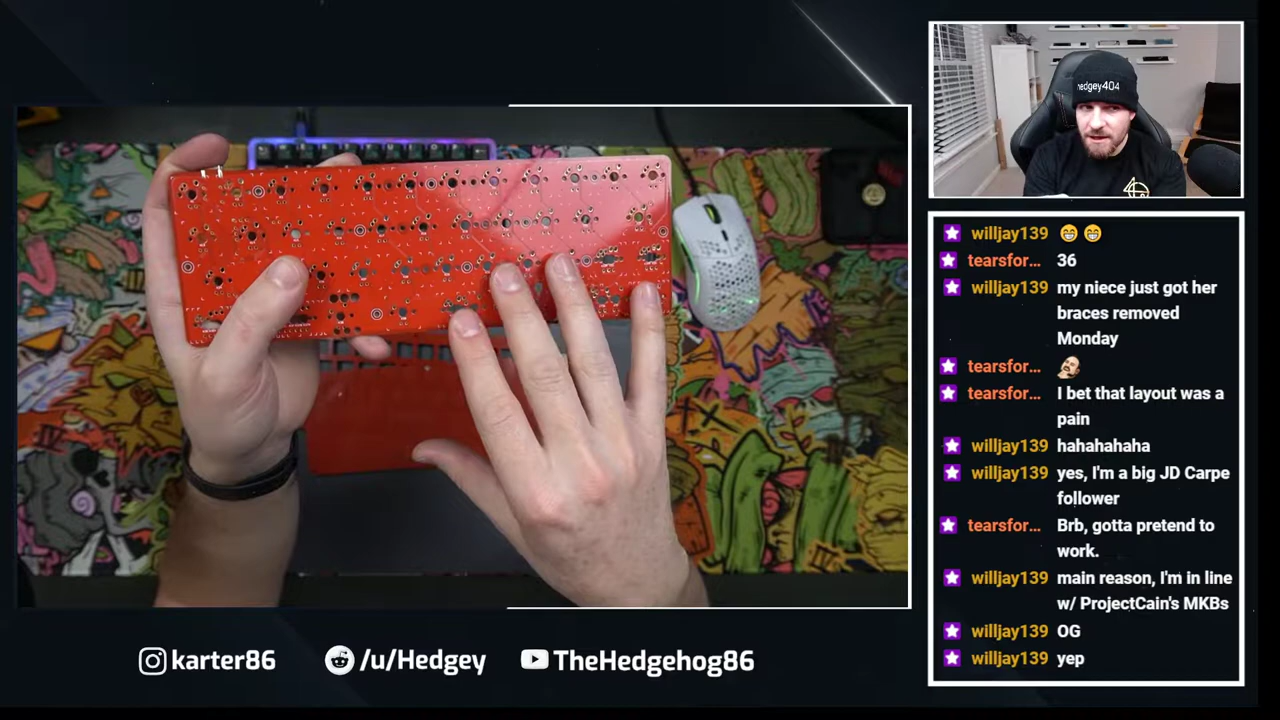 hedgey404
willjay139
tearsfor... 36
willjay139 my niece just got her
braces removed
Monday
tearsfor...
tearsfor... I bet that layout was a
pain
willjay139 hahahahaha
willjay139 yes, I'm a big JD Carpe
follower
tearsfor... Brb, gotta pretend to
work.
willjay139 main reason, I'm in line
w/ ProjectCain's MKBs
willjay139 OG
willjay139 yep
karter86
/u/Hedgey
TheHedgehog86